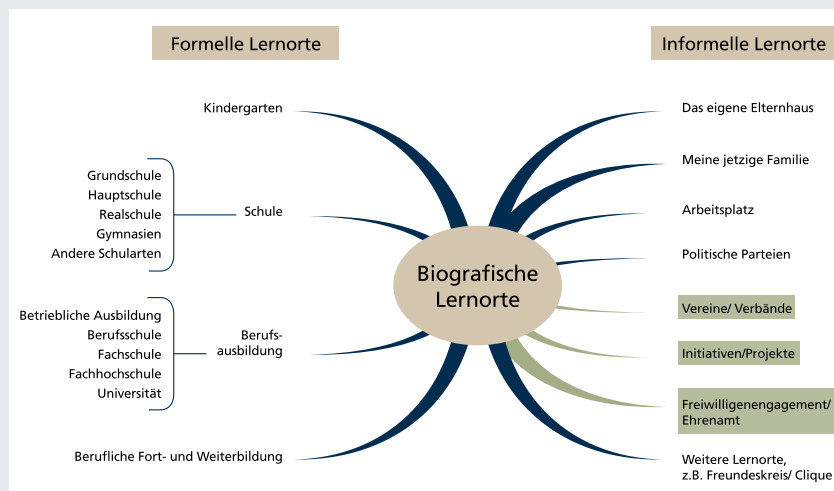 Formelle Lernorte
Informelle Lernorte
Kindergarten
Grundschule
Hauptschule
Realschule
Gymnasien
Andere Schularten
Schule
Betriebliche Ausbildung
Berufsschule
Fachschule
Fachhochschule
Universität
Berufs-
ausbildung
Berufliche Fort- und Weiterbildung
Biografische
Lernorte
Das eigene Elternhaus
Meine jetzige Familie
Arbeitsplatz
Politische Parteien
Vereine/ Verbände
Initiativen/Projekte
Freiwilligenengagement/
Ehrenamt
Weitere Lernorte,
z.B. Freundeskreis/ Clique